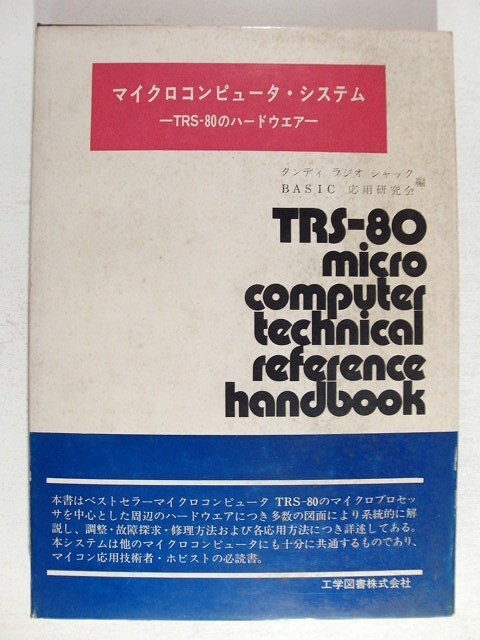 マイクロコンピュータ・システム
―TRS-80のハードウエア―
タンディ ラジオ シャック
BASIC 応用研究会 編
TRS-80
micro
computer
technical
reference
handbook
本書はベストセラーマイクロコンピュータ TRS-80のマイクロプロセッ
サを中心とした周辺のハードウエアにつき多数の図面により系統的に解
説し、調整・故障探求・修理方法および各応用方法につき詳述してある。
本システムは他のマイクロコンピュータにも十分に共通するものであり、
マイコン応用技術者・ホビストの必読書。
工学図書株式会社